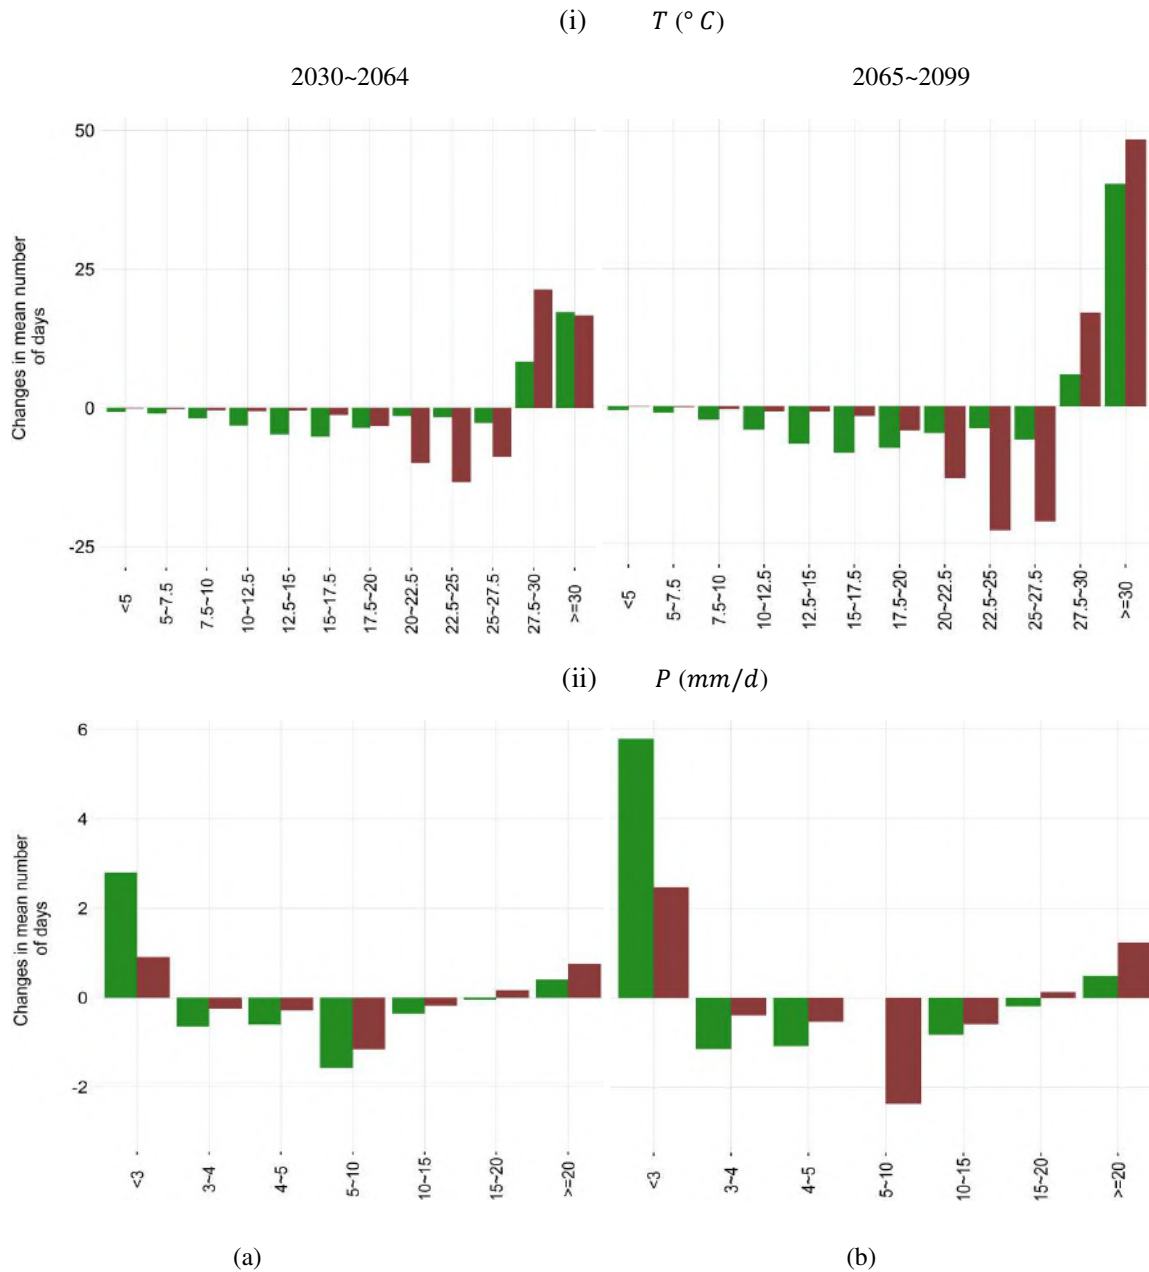 (i) T (° C)
2030~2064 2065~2099
Changes in mean number
of days
50
25
0
-25
<5 5~7.5 7.5~10 10~12.5 12.5~15 15~17.5 17.5~20 20~22.5 22.5~25 25~27.5 27.5~30 >=30
<5 5~7.5 7.5~10 10~12.5 12.5~15 15~17.5 17.5~20 20~22.5 22.5~25 25~27.5 27.5~30 >=30
(ii) P (mm/d)
Changes in mean number
of days
6
4
2
0
-2
<3 3~4 4~5 5~10 10~15 15~20 >=20
<3 3~4 4~5 5~10 10~15 15~20 >=20
(a) (b)